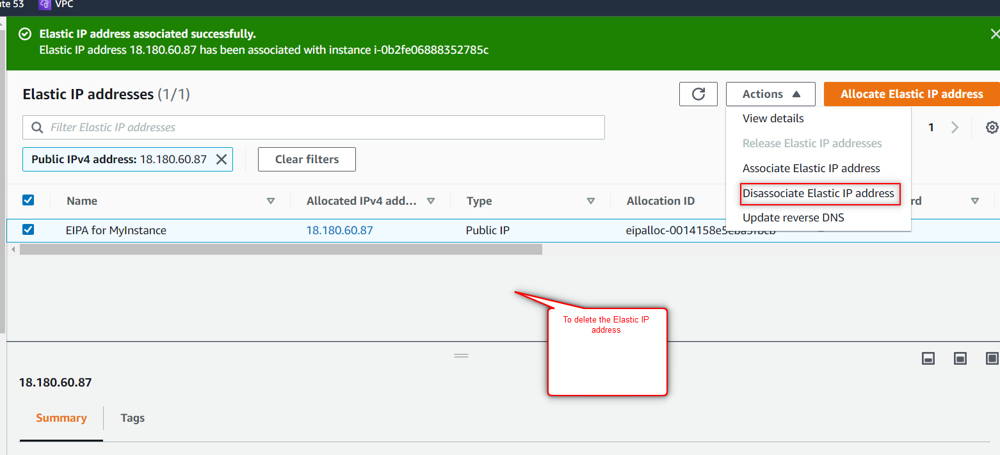 ute 53 VPC
Elastic IP address associated successfully.
Elastic IP address 18.180.60.87 has been associated with instance i-0b2fe06888352785c
Elastic IP addresses (1/1)
Actions
Allocate Elastic IP address
Filter Elastic IP addresses
View details
1
Release Elastic IP addresses
Public IPv4 address: 18.180.60.87
Clear filters
Associate Elastic IP address
Disassociate Elastic IP address
Name Allocated IPv4 add... Type Allocation ID rd
Update reverse DNS
EIPA for MyInstance 18.180.60.87 Public IP
To delete the Elastic IP
address
18.180.60.87
Summary Tags